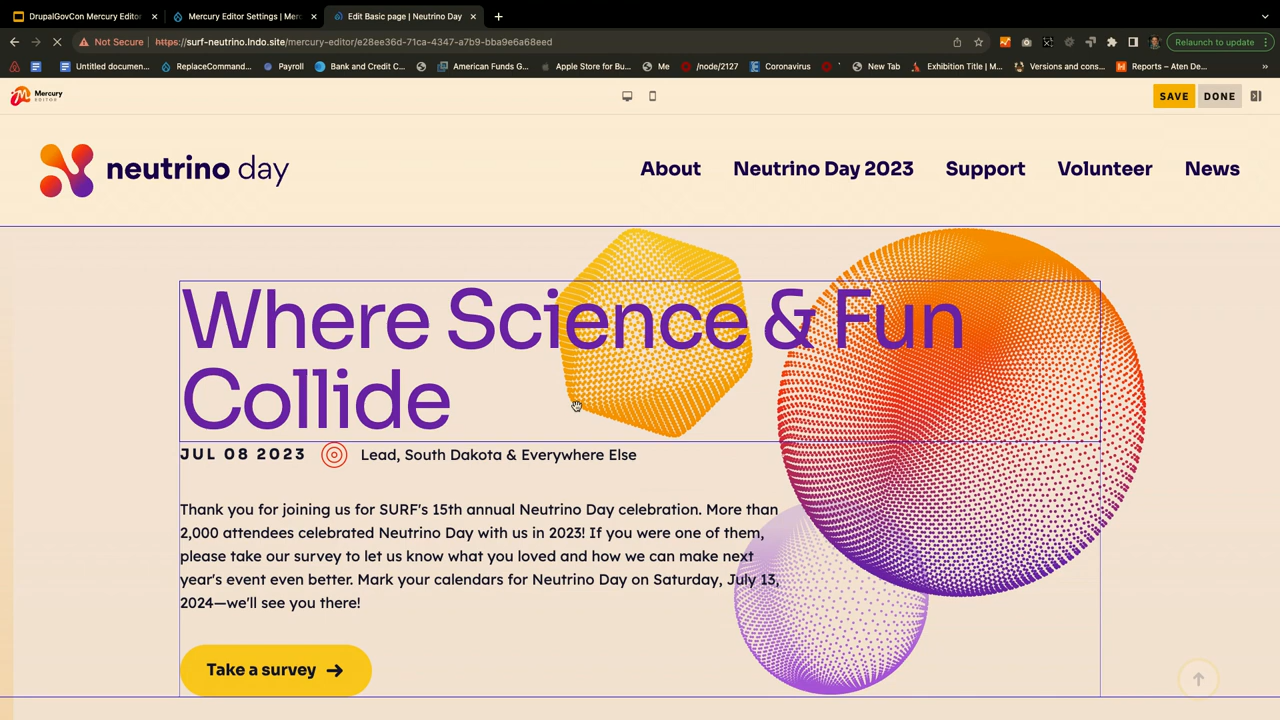 DrupalGovCon Mercury Editor
Mercury Editor Settings | Merc
Edit Basic page | Neutrino Day
Not Secure
https://surf-neutrino.lndo.site/mercury-editor/e28ee36d-71ca-4347-a7b9-bba9e6a68eed
Relaunch to update
Untitled documen...
ReplaceCommand...
Payroll
Bank and Credit C...
American Funds G...
Apple Store for Bu...
Me
/node/2127
Coronavirus
'
New Tab
Exhibition Title | M...
Versions and cons...
Reports – Aten De...
»
Mercury
EDITOR
SAVE
DONE
neutrino day
About
Neutrino Day 2023
Support
Volunteer
News
Where Science & Fun
Collide
JUL 08 2023
Lead, South Dakota & Everywhere Else
Thank you for joining us for SURF's 15th annual Neutrino Day celebration. More than
2,000 attendees celebrated Neutrino Day with us in 2023! If you were one of them,
please take our survey to let us know what you loved and how we can make next
year's event even better. Mark your calendars for Neutrino Day on Saturday, July 13,
2024—we'll see you there!
Take a survey →